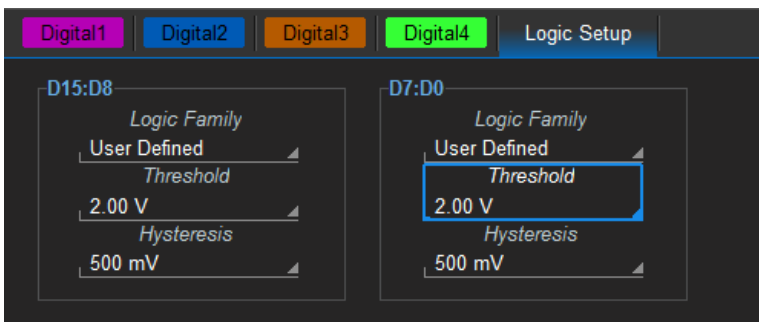 Digital1 Digital2 Digital3 Digital4 Logic Setup
D15:D8
Logic Family
User Defined
Threshold
2.00 V
Hysteresis
500 mV
D7:D0
Logic Family
User Defined
Threshold
2.00 V
Hysteresis
500 mV